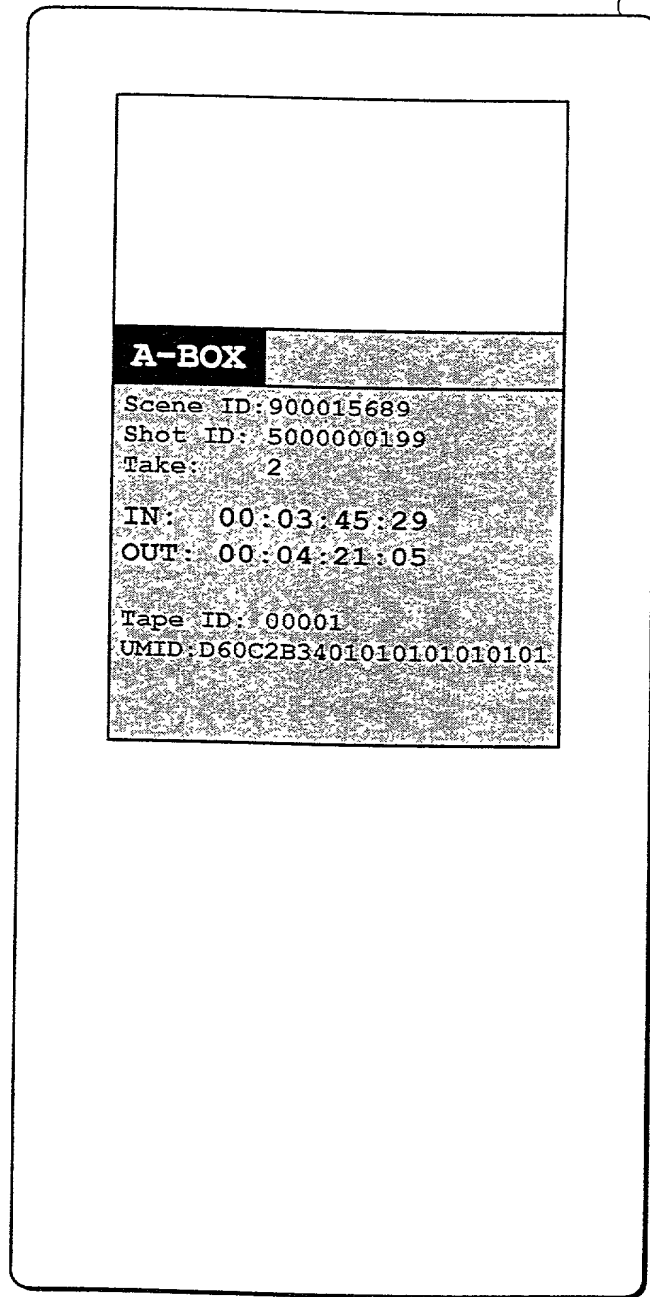 A-BOX
Scene ID:900015689
Shot ID: 5000000199
Take: 2
IN: 00:03:45:29
OUT: 00:04:21:05
Tape ID: 00001
UMID:D60C2B3401010101010101